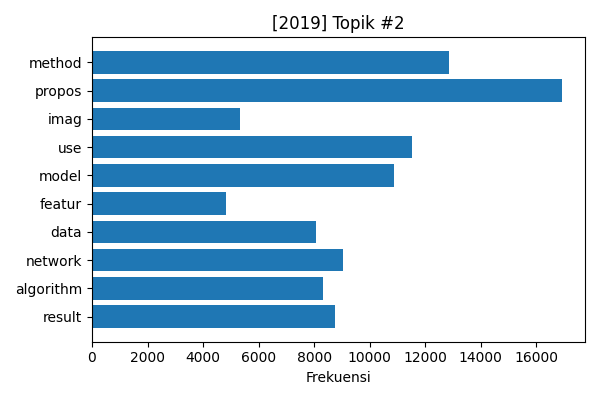 [2019] Topik #2
method
propos
imag
use
model
featur
data
network
algorithm
result
0 2000 4000 6000 8000 10000 12000 14000 16000
Frekuensi